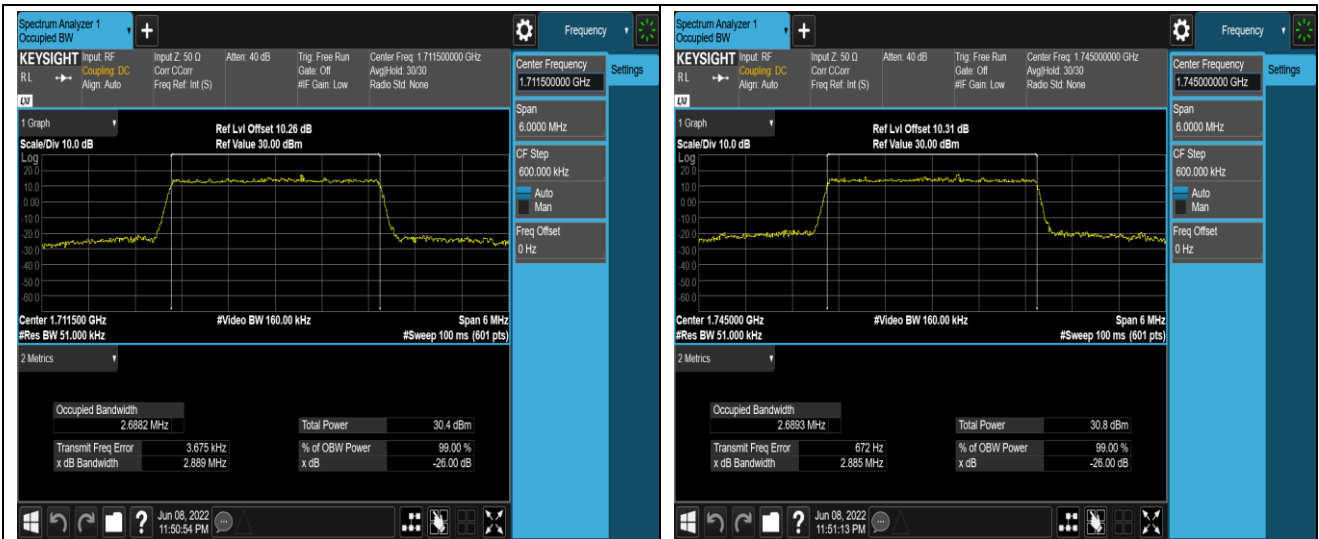 Spectrum Analyzer 1
Occupied BW
Frequency
KEYSIGHT
R L
LXI
Input: RF
Coupling: DC
Align: Auto
Input Z: 50 Ω
Corr CCorr
Freq Ref: Int (S)
Atten: 40 dB
Trig: Free Run
Gate: Off
#IF Gain: Low
Center Freq: 1.711500000 GHz
Avg|Hold: 30/30
Radio Std: None
Center Frequency
1.711500000 GHz
Settings
Span
6.0000 MHz
CF Step
600.000 kHz
Auto
Man
Freq Offset
0 Hz
1 Graph
Ref Lvl Offset 10.26 dB
Scale/Div 10.0 dB
Ref Value 30.00 dBm
Log
20.0
10.0
0.00
-10.0
-20.0
-30.0
-40.0
-50.0
-60.0
Center 1.711500 GHz
#Video BW 160.00 kHz
Span 6 MHz
#Res BW 51.000 kHz
#Sweep 100 ms (601 pts)
2 Metrics
Occupied Bandwidth
2.6882 MHz
Total Power 30.4 dBm
Transmit Freq Error 3.675 kHz
% of OBW Power 99.00 %
x dB Bandwidth 2.889 MHz
x dB -26.00 dB
?
Jun 08, 2022
11:50:54 PM
Spectrum Analyzer 1
Occupied BW
Frequency
KEYSIGHT
R L
LXI
Input: RF
Coupling: DC
Align: Auto
Input Z: 50 Ω
Corr CCorr
Freq Ref: Int (S)
Atten: 40 dB
Trig: Free Run
Gate: Off
#IF Gain: Low
Center Freq: 1.745000000 GHz
Avg|Hold: 30/30
Radio Std: None
Center Frequency
1.745000000 GHz
Settings
Span
6.0000 MHz
CF Step
600.000 kHz
Auto
Man
Freq Offset
0 Hz
1 Graph
Ref Lvl Offset 10.31 dB
Scale/Div 10.0 dB
Ref Value 30.00 dBm
Log
20.0
10.0
0.00
-10.0
-20.0
-30.0
-40.0
-50.0
-60.0
Center 1.745000 GHz
#Video BW 160.00 kHz
Span 6 MHz
#Res BW 51.000 kHz
#Sweep 100 ms (601 pts)
2 Metrics
Occupied Bandwidth
2.6893 MHz
Total Power 30.8 dBm
Transmit Freq Error 672 Hz
% of OBW Power 99.00 %
x dB Bandwidth 2.885 MHz
x dB -26.00 dB
?
Jun 08, 2022
11:51:13 PM